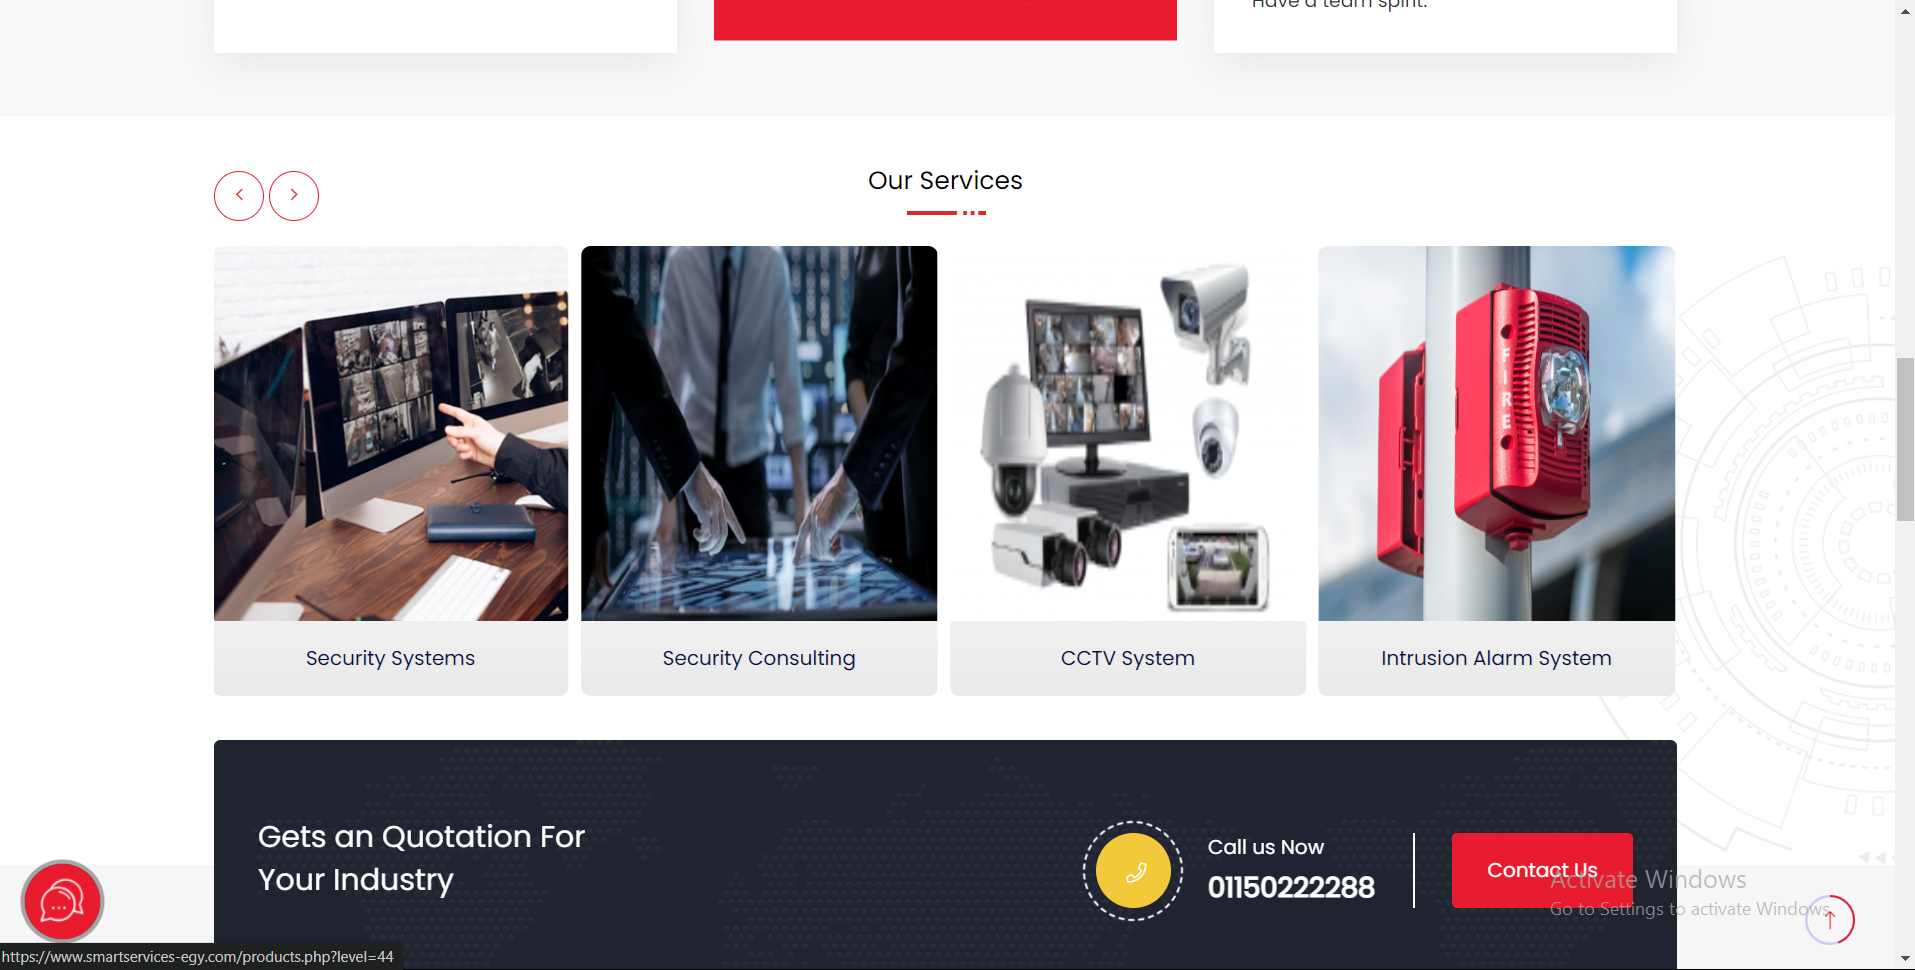 Have a team spirit.
Our Services
FIRE
Security Systems
Security Consulting
CCTV System
Intrusion Alarm System
Gets an Quotation For
Your Industry
Call us Now
01150222288
Contact Us
Activate Windows
Go to Settings to activate Windows.
https://www.smartservices-egy.com/products.php?level=44